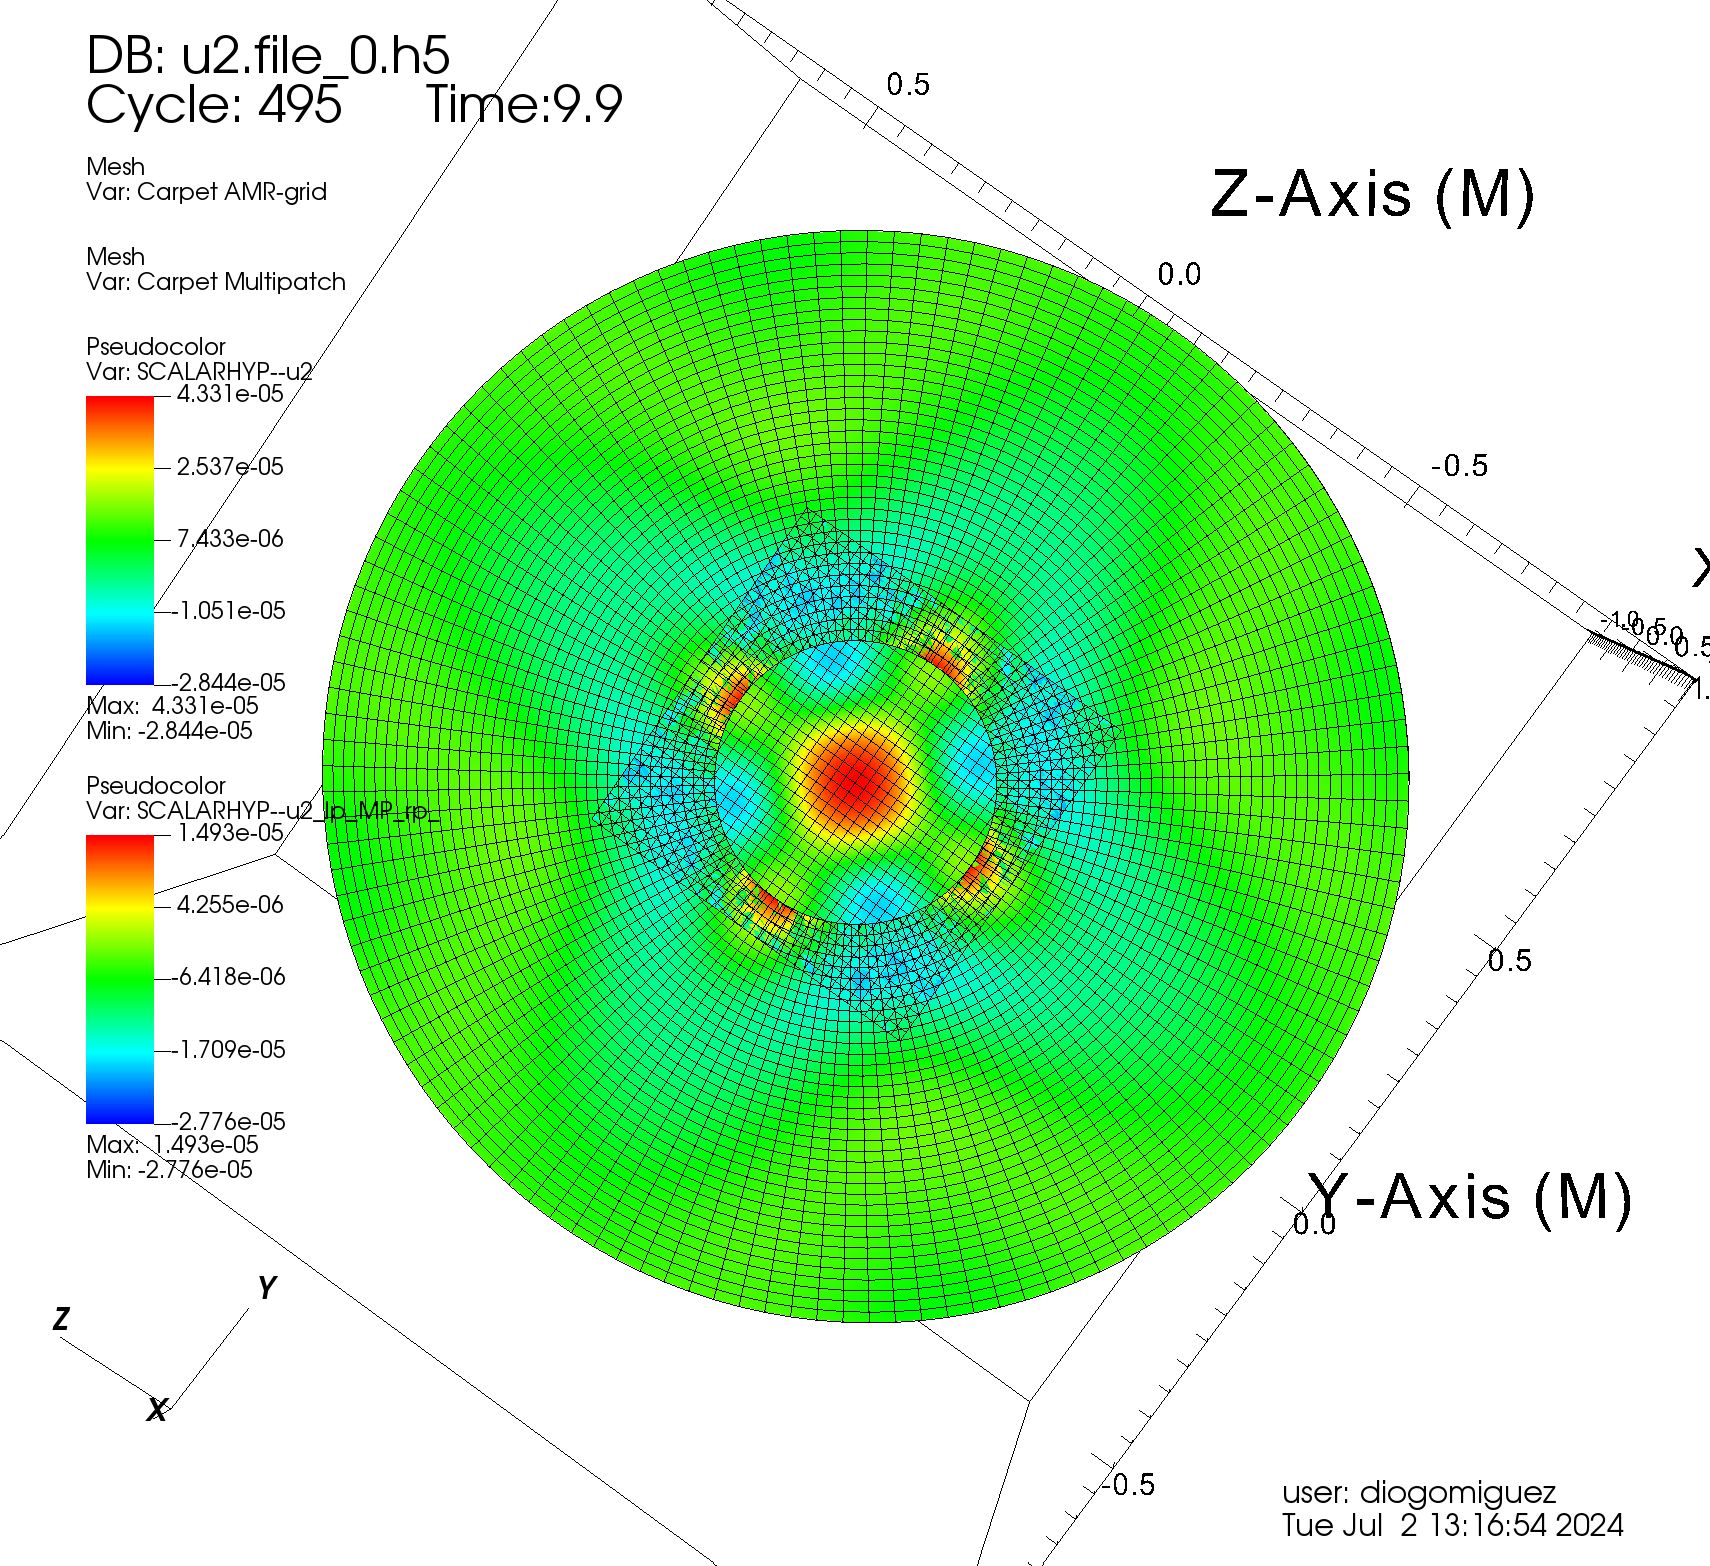 DB: u2.file_0.h5
Cycle: 495 Time:9.9
Mesh
Var: Carpet AMR-grid
Mesh
Var: Carpet Multipatch
Pseudocolor
Var: SCALARHYP--u2
4.331e-05
2.537e-05
7.433e-06
-1.051e-05
-2.844e-05
Max: 4.331e-05
Min: -2.844e-05
Pseudocolor
Var: SCALARHYP--u2_lp_MP_rp_
1.493e-05
4.255e-06
-6.418e-06
-1.709e-05
-2.776e-05
Max: 1.493e-05
Min: -2.776e-05
0.5
Z-Axis (M)
0.0
-0.5
X
-1.0
0.5
1.
0.5
Y-Axis (M)
0.0
-0.5
Z
Y
X
user: diogomiguez
Tue Jul 2 13:16:54 2024